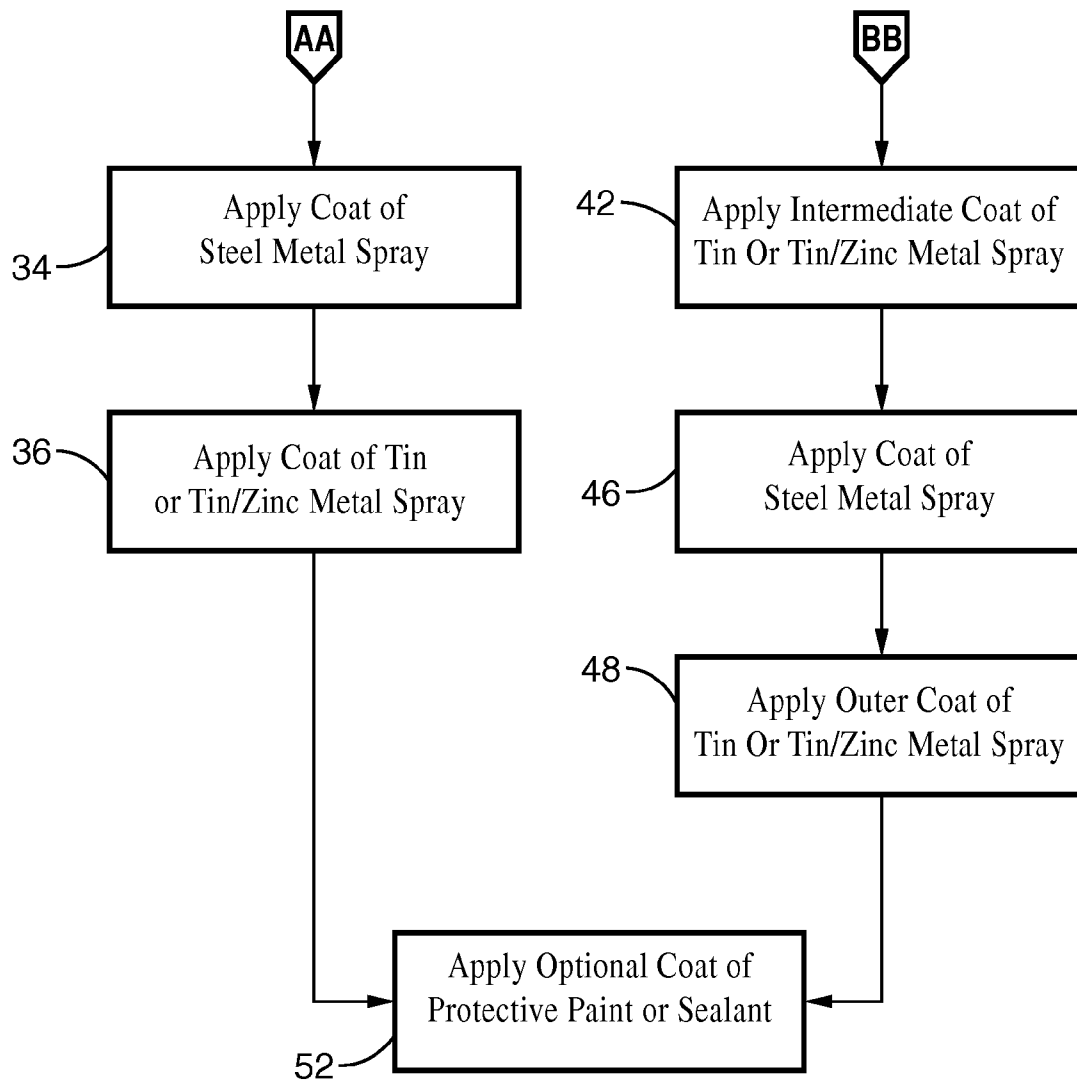 AA
BB
34
Apply Coat of
Steel Metal Spray
42
Apply Intermediate Coat of
Tin Or Tin/Zinc Metal Spray
36
Apply Coat of Tin
or Tin/Zinc Metal Spray
46
Apply Coat of
Steel Metal Spray
48
Apply Outer Coat of
Tin Or Tin/Zinc Metal Spray
Apply Optional Coat of
Protective Paint or Sealant
52